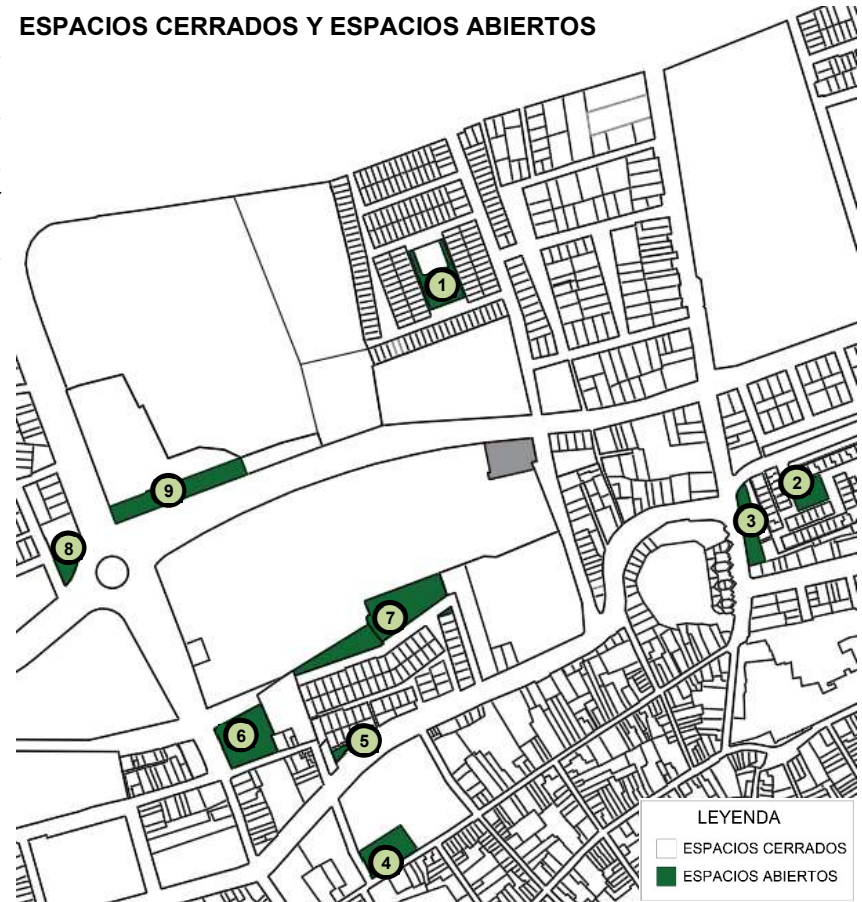 ESPACIOS CERRADOS Y ESPACIOS ABIERTOS
1
2
9
3
8
7
6
5
4
LEYENDA
ESPACIOS CERRADOS
ESPACIOS ABIERTOS